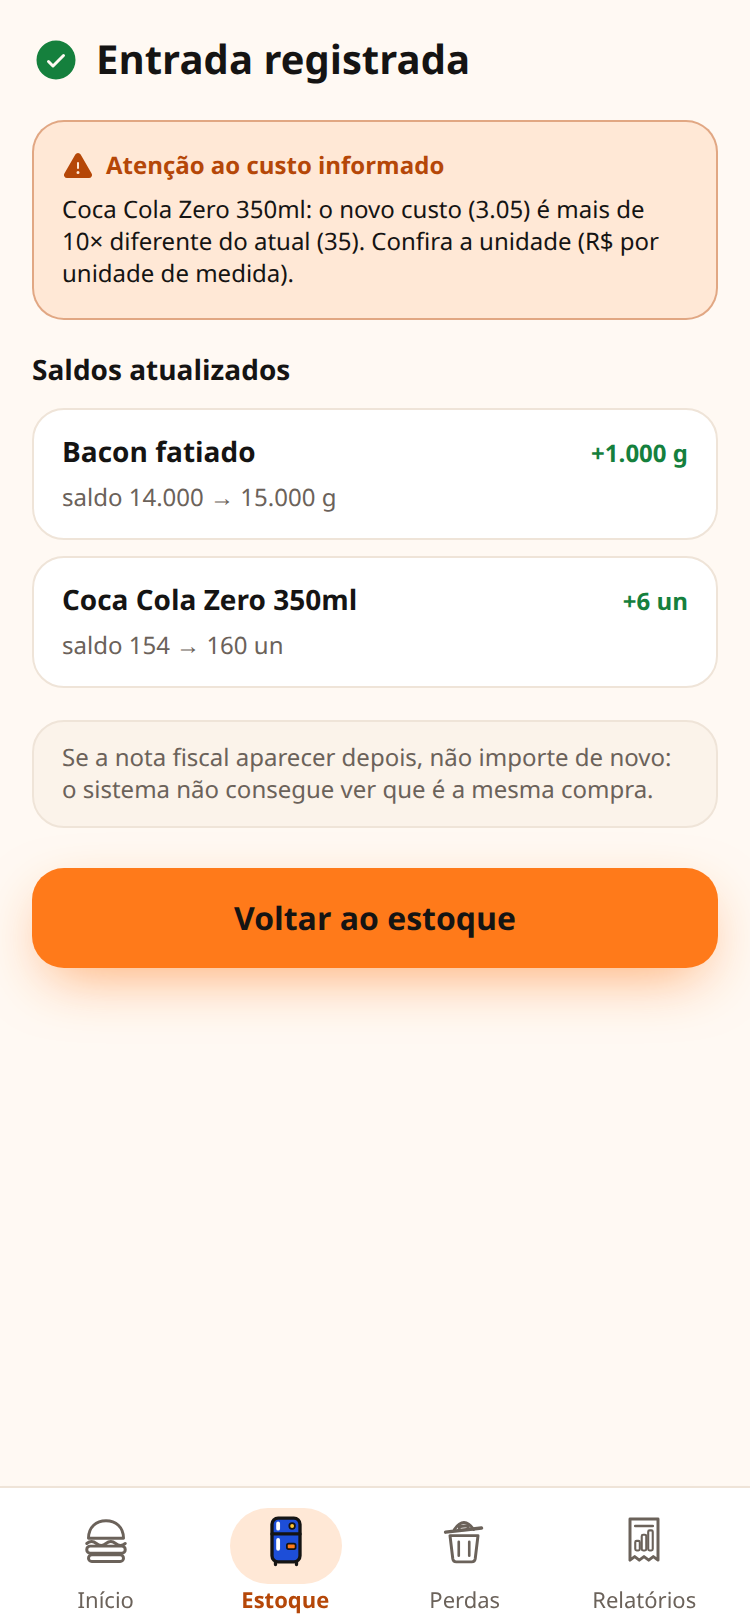 Entrada registrada
Atenção ao custo informado
Coca Cola Zero 350ml: o novo custo (3.05) é mais de
10× diferente do atual (35). Confira a unidade (R$ por
unidade de medida).
Saldos atualizados
Bacon fatiado
+1.000 g
saldo 14.000 → 15.000 g
Coca Cola Zero 350ml
+6 un
saldo 154 → 160 un
Se a nota fiscal aparecer depois, não importe de novo:
o sistema não consegue ver que é a mesma compra.
Voltar ao estoque
Início
Estoque
Perdas
Relatórios